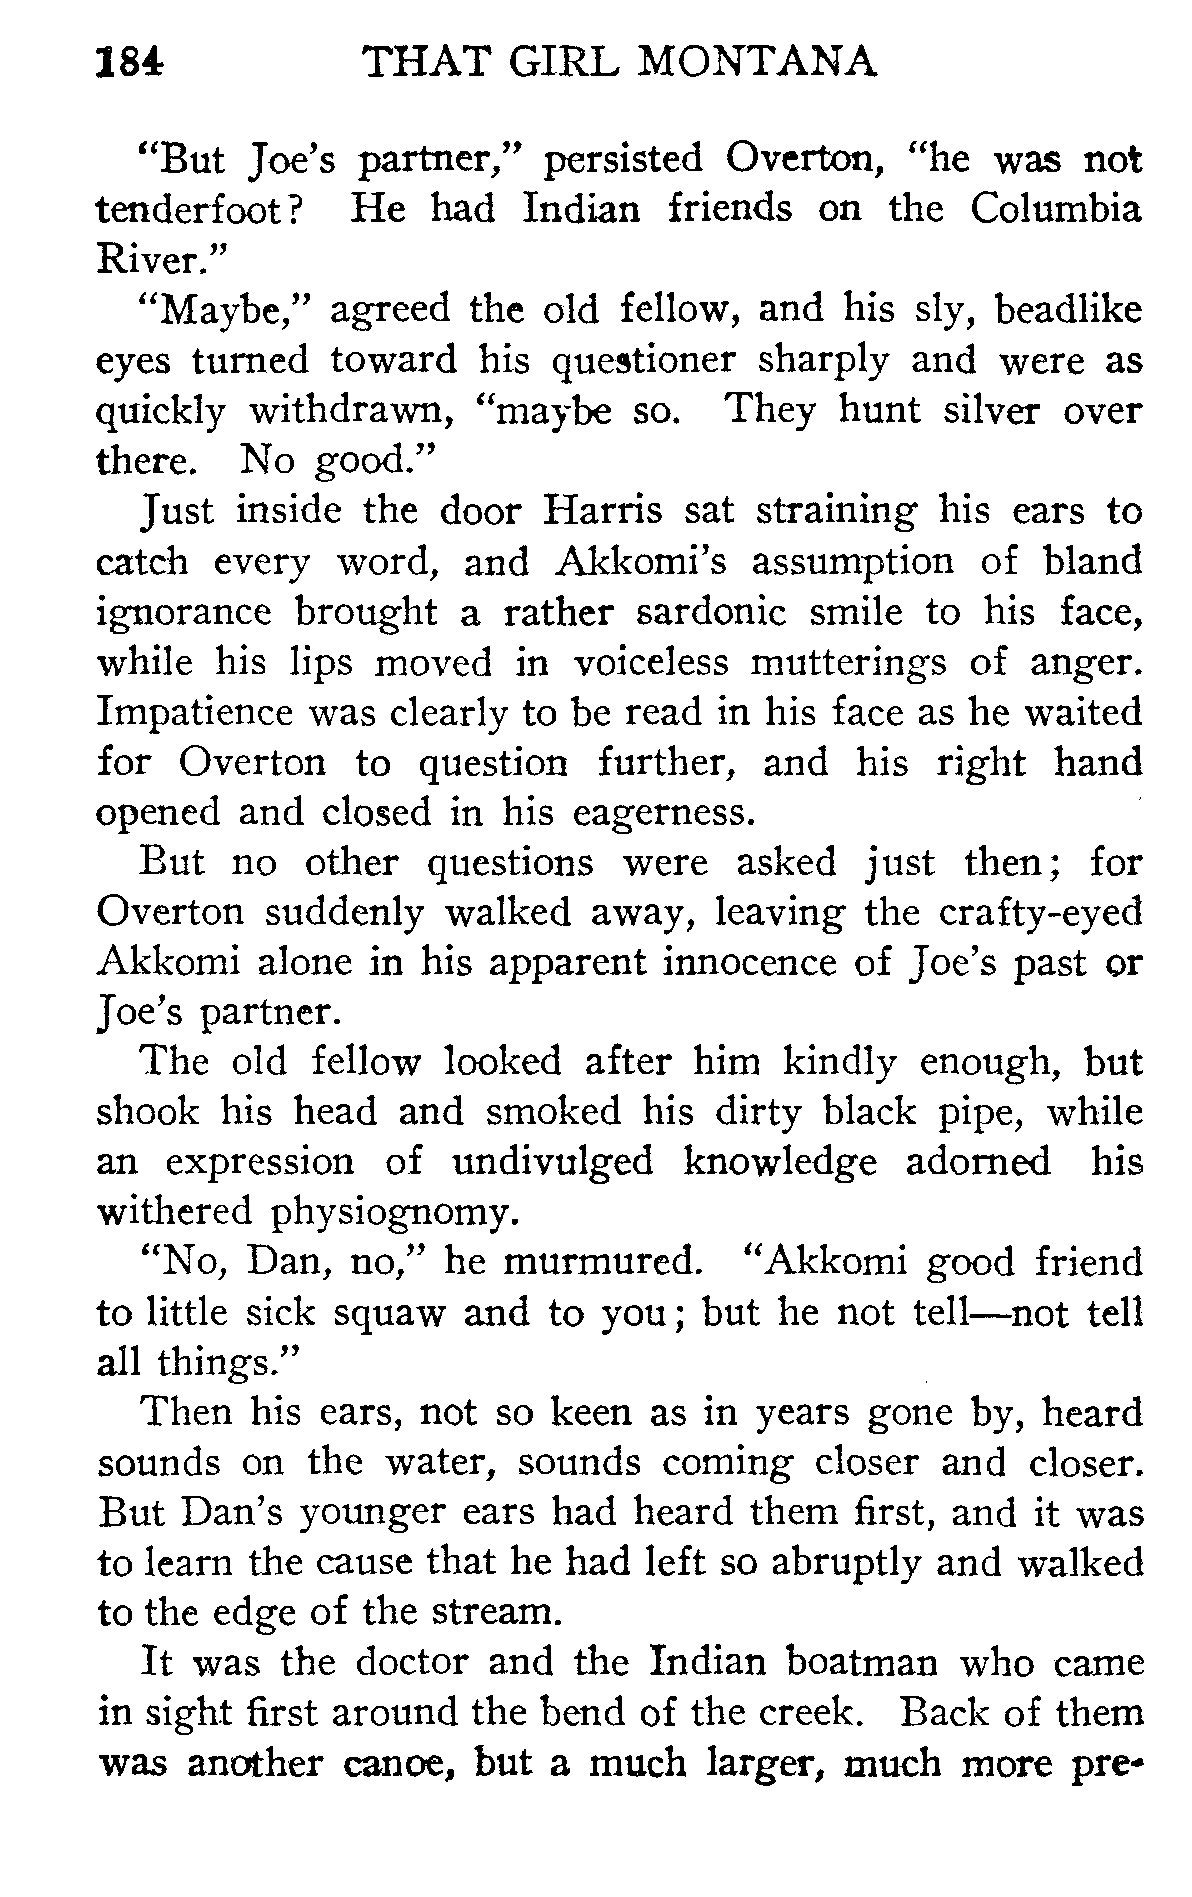 184 THAT GIRL MONTANA
“But Joe’s partner,” persisted Overton, “he was not
tenderfoot? He had Indian friends on the Columbia
River.”
“Maybe,” agreed the old fellow, and his sly, beadlike
eyes turned toward his questioner sharply and were as
quickly withdrawn, “maybe so. They hunt silver over
there. No good.”
Just inside the door Harris sat straining his ears to
catch every word, and Akkomi’s assumption of bland
ignorance brought a rather sardonic smile to his face,
while his lips moved in voiceless mutterings of anger.
Impatience was clearly to be read in his face as he waited
for Overton to question further, and his right hand
opened and closed in his eagerness.
But no other questions were asked just then; for
Overton suddenly walked away, leaving the crafty-eyed
Akkomi alone in his apparent innocence of Joe’s past or
Joe’s partner.
The old fellow looked after him kindly enough, but
shook his head and smoked his dirty black pipe, while
an expression of undivulged knowledge adorned his
withered physiognomy.
“No, Dan, no,” he murmured. “Akkomi good friend
to little sick squaw and to you; but he not tell—not tell
all things.”
Then his ears, not so keen as in years gone by, heard
sounds on the water, sounds coming closer and closer.
But Dan’s younger ears had heard them first, and it was
to learn the cause that he had left so abruptly and walked
to the edge of the stream.
It was the doctor and the Indian boatman who came
in sight first around the bend of the creek. Back of them
was another canoe, but a much larger, much more pre-